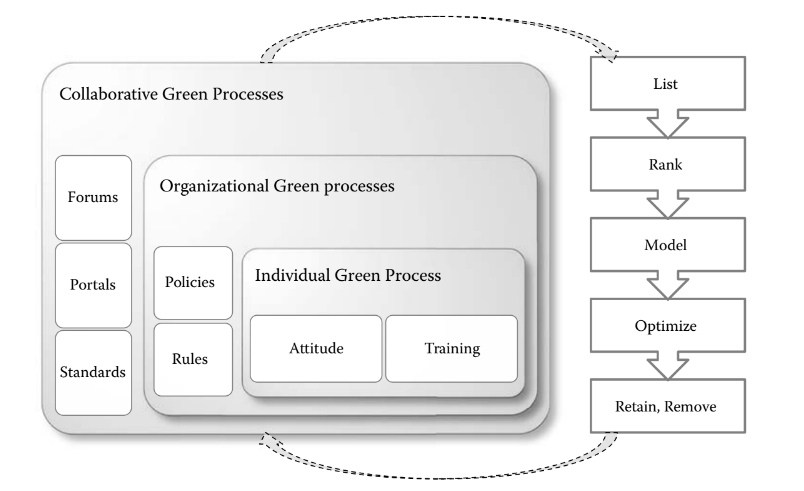 Collaborative Green Processes
Forums
Portals
Standards
Organizational Green processes
Policies
Rules
Individual Green Process
Attitude
Training
List
Rank
Model
Optimize
Retain, Remove